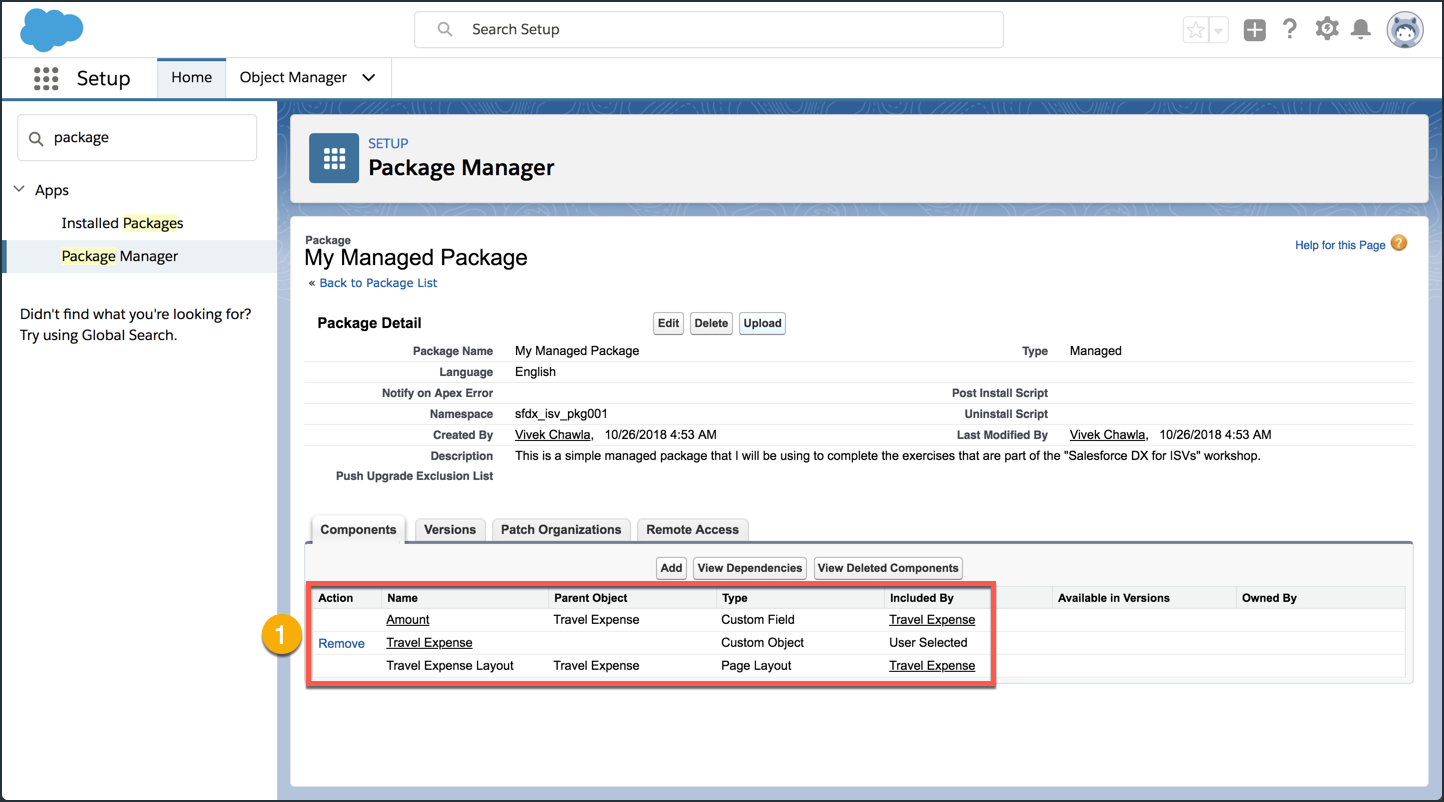 Search Setup
Setup
Home
Object Manager
package
Apps
Installed Packages
Package Manager
Didn't find what you're looking for?
Try using Global Search.
SETUP
Package Manager
Package
My Managed Package
« Back to Package List
Help for this Page ?
Package Detail Edit Delete Upload
Package Name My Managed Package Type Managed
Language English
Notify on Apex Error Post Install Script
Namespace sfdx_isv_pkg001 Uninstall Script
Created By Vivek Chawla, 10/26/2018 4:53 AM Last Modified By Vivek Chawla, 10/26/2018 4:53 AM
Description This is a simple managed package that I will be using to complete the exercises that are part of the "Salesforce DX for ISVs" workshop.
Push Upgrade Exclusion List
Components Versions Patch Organizations Remote Access
Add View Dependencies View Deleted Components
Action Name Parent Object Type Included By Available in Versions Owned By
Amount Travel Expense Custom Field Travel Expense
1
Remove Travel Expense Custom Object User Selected
Travel Expense Layout Travel Expense Page Layout Travel Expense